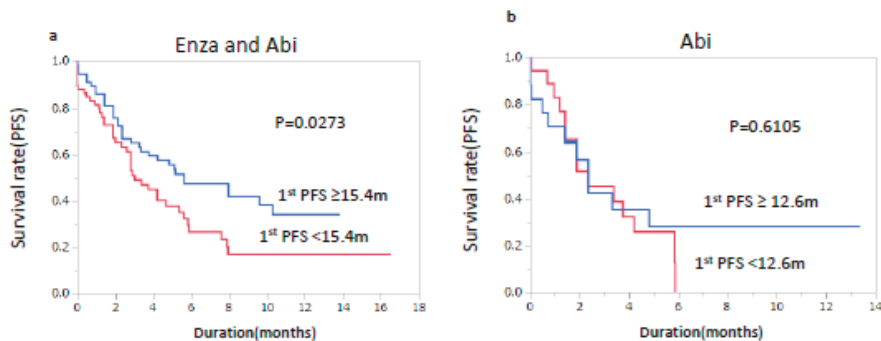 a
Enza and Abi
1.0
0.8
0.6
0.4
0.2
0.0
Survival rate(PFS)
P=0.0273
1st PFS ≥15.4m
1st PFS <15.4m
0 2 4 6 8 10 12 14 16 18
Duration(months)
b
Abi
1.0
0.8
0.6
0.4
0.2
0.0
Survival rate(PFS)
P=0.6105
1st PFS ≥ 12.6m
1st PFS <12.6m
0 2 4 6 8 10 12 14
Duration(months)